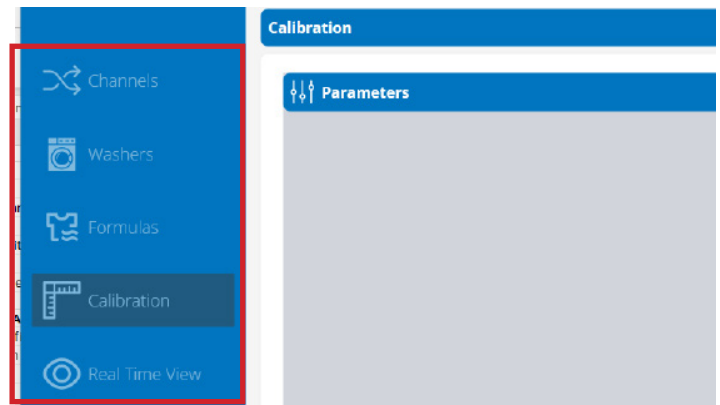 Calibration
Parameters
Channels
Washers
Formulas
Calibration
Real Time View